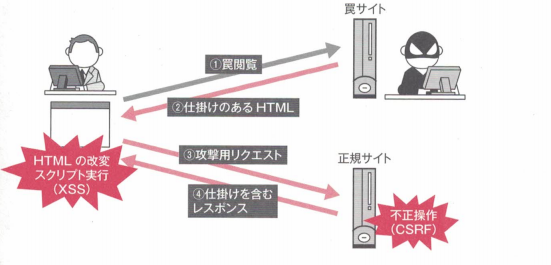 罠サイト
①罠閲覧
②仕掛けのある HTML
③攻撃用リクエスト
正規サイト
HTML の改変
スクリプト実行
(XSS)
④仕掛けを含む
レスポンス
不正操作
(CSRF)